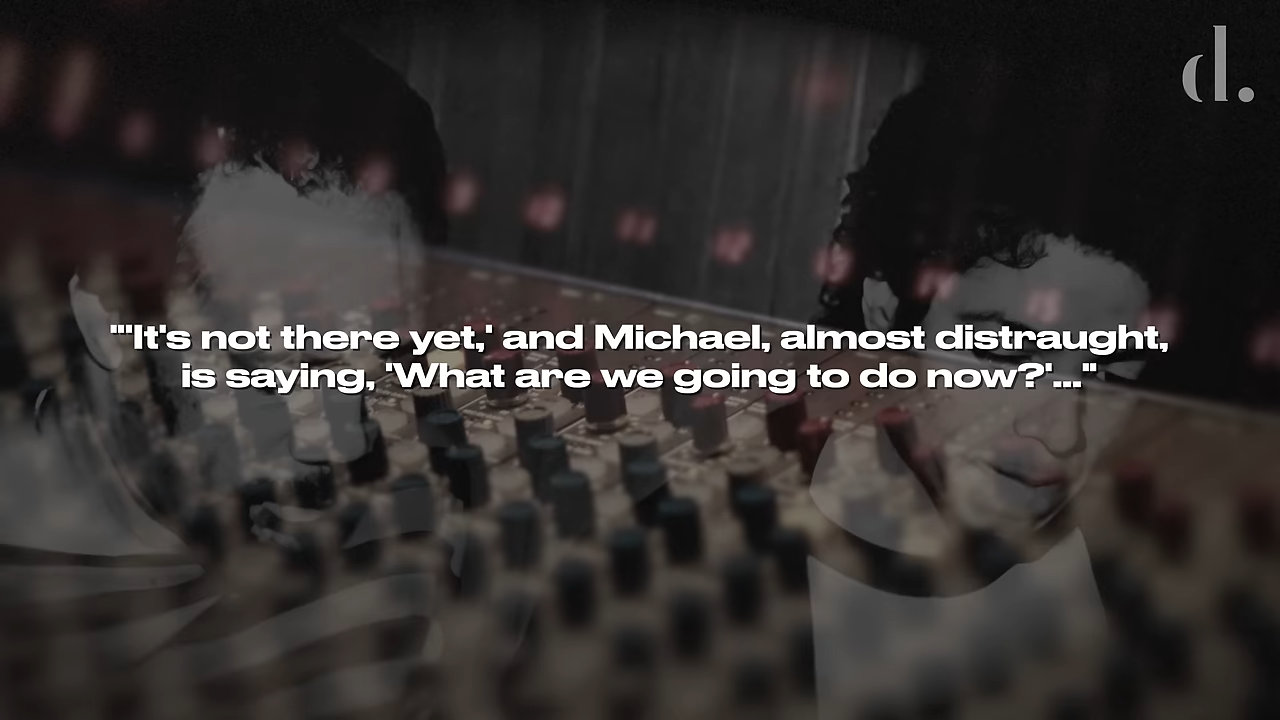 d.
"'It's not there yet,' and Michael, almost distraught,
is saying, 'What are we going to do now?'..."